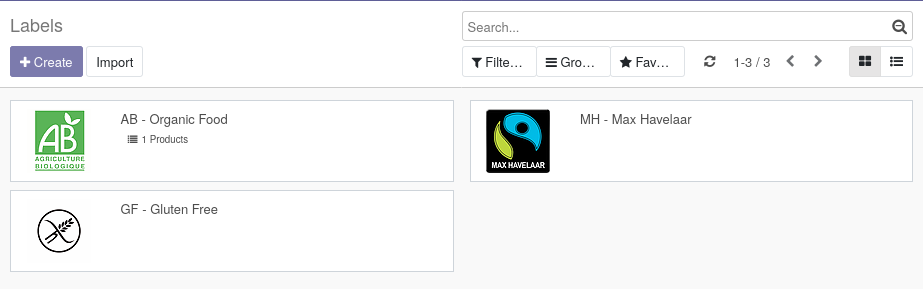 Labels
Search...
Create
Import
Filte...
Gro...
Fav...
1-3 / 3
AB
AGRICULTURE
BIOLOGIQUE
AB - Organic Food
1 Products
MAX HAVELAAR
MH - Max Havelaar
GF - Gluten Free